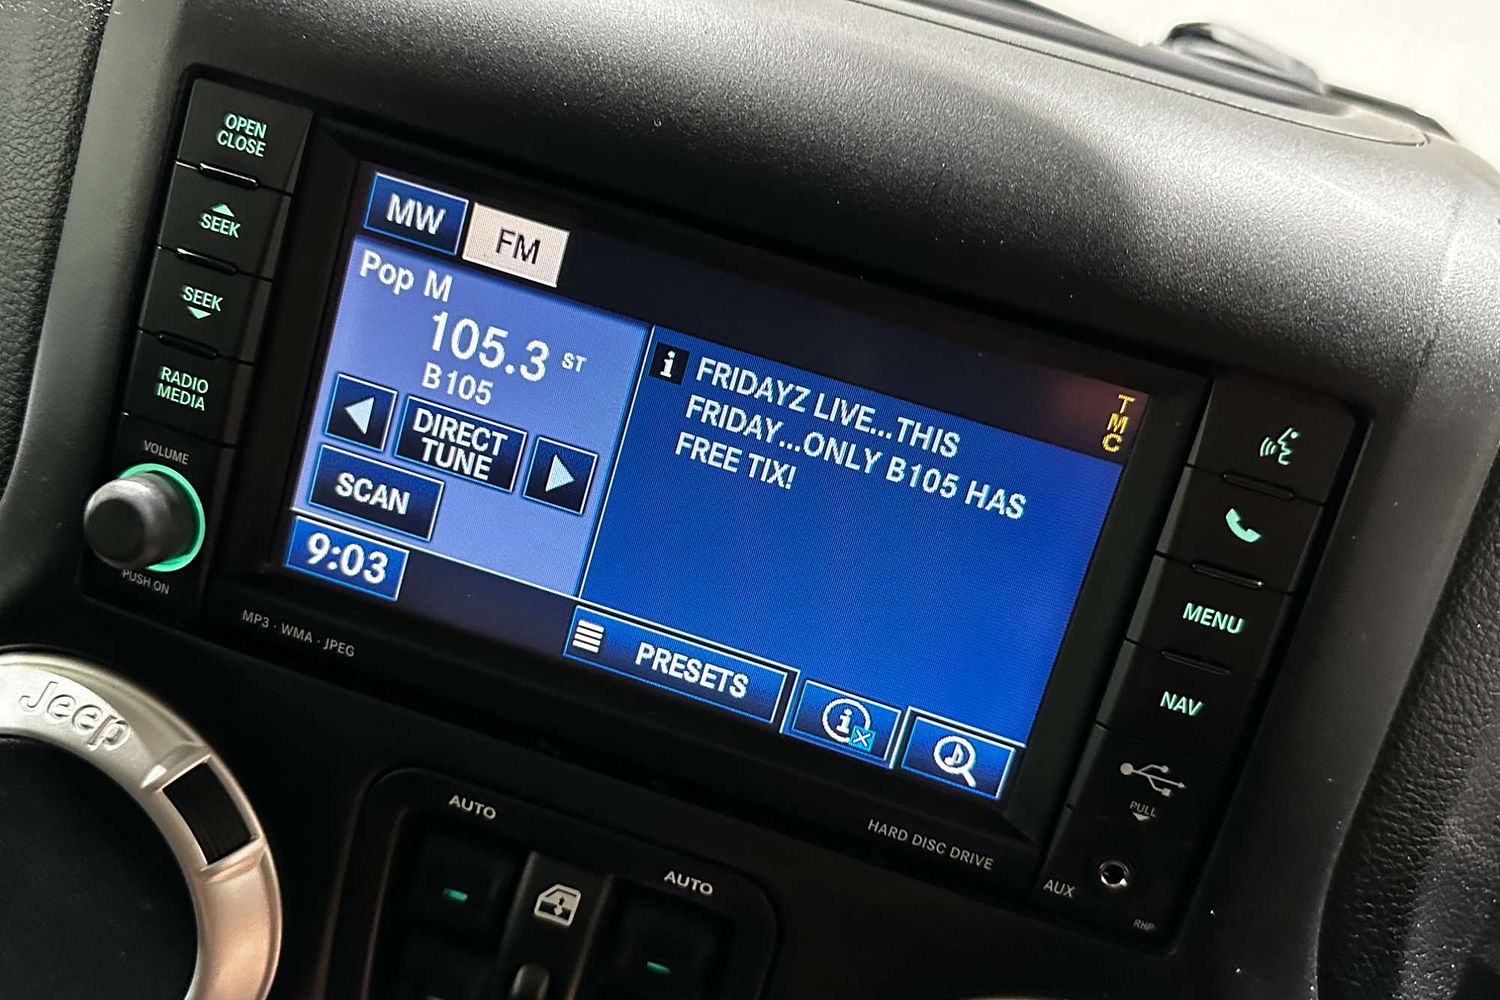 OPEN
CLOSE
SEEK
SEEK
RADIO
MEDIA
VOLUME
PUSH ON
MW
FM
Pop M
105.3 ST
B105
DIRECT
TUNE
SCAN
9:03
i FRIDAYZ LIVE...THIS
FRIDAY...ONLY B105 HAS
FREE TIX!
TMC
PRESETS
i
MENU
NAV
PULL
AUX
RHP
MP3 · WMA · JPEG
HARD DISC DRIVE
Jeep
AUTO
AUTO